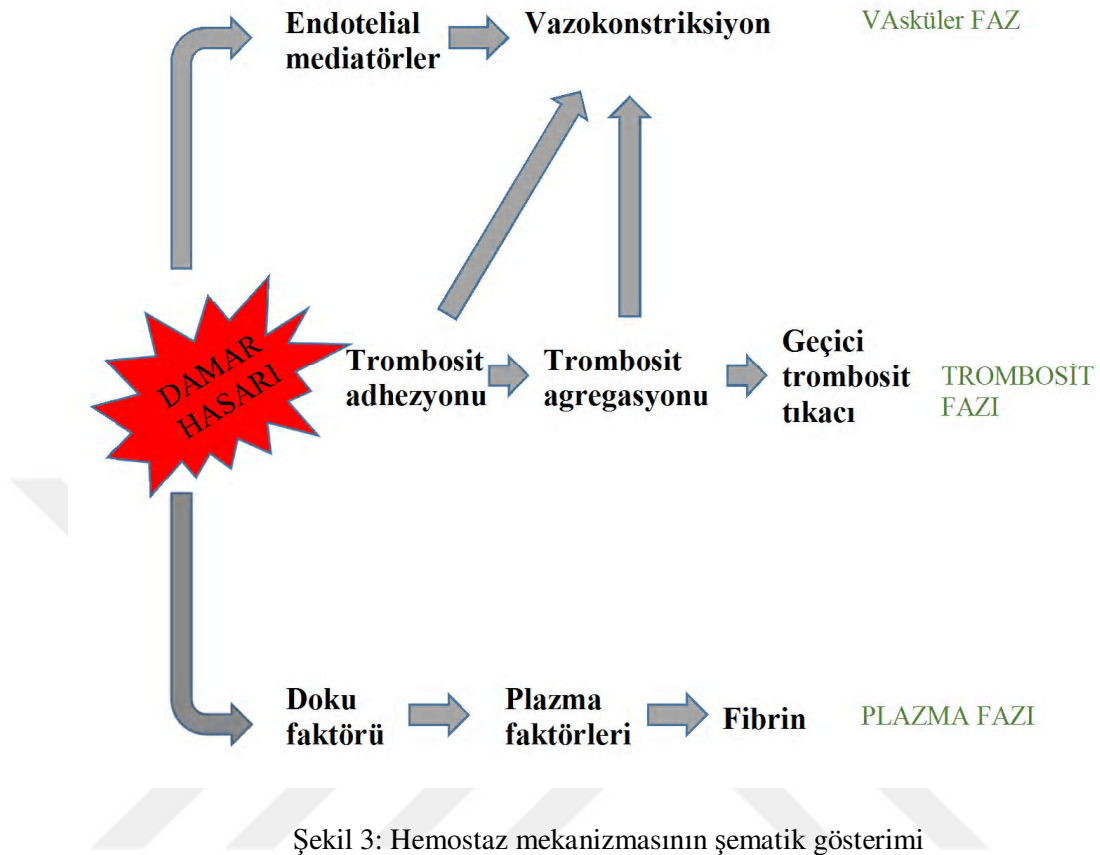 Endotelial
mediatörler
Vazokonstriksiyon
VAsküler FAZ
DAMAR
HASARI
Trombosit
adhezyonu
Trombosit
agregasyonu
Geçici
trombosit
tıkacı
TROMBOSİT
FAZI
Doku
faktörü
Plazma
faktörleri
Fibrin
PLAZMA FAZI
Şekil 3: Hemostaz mekanizmasının şematik gösterimi